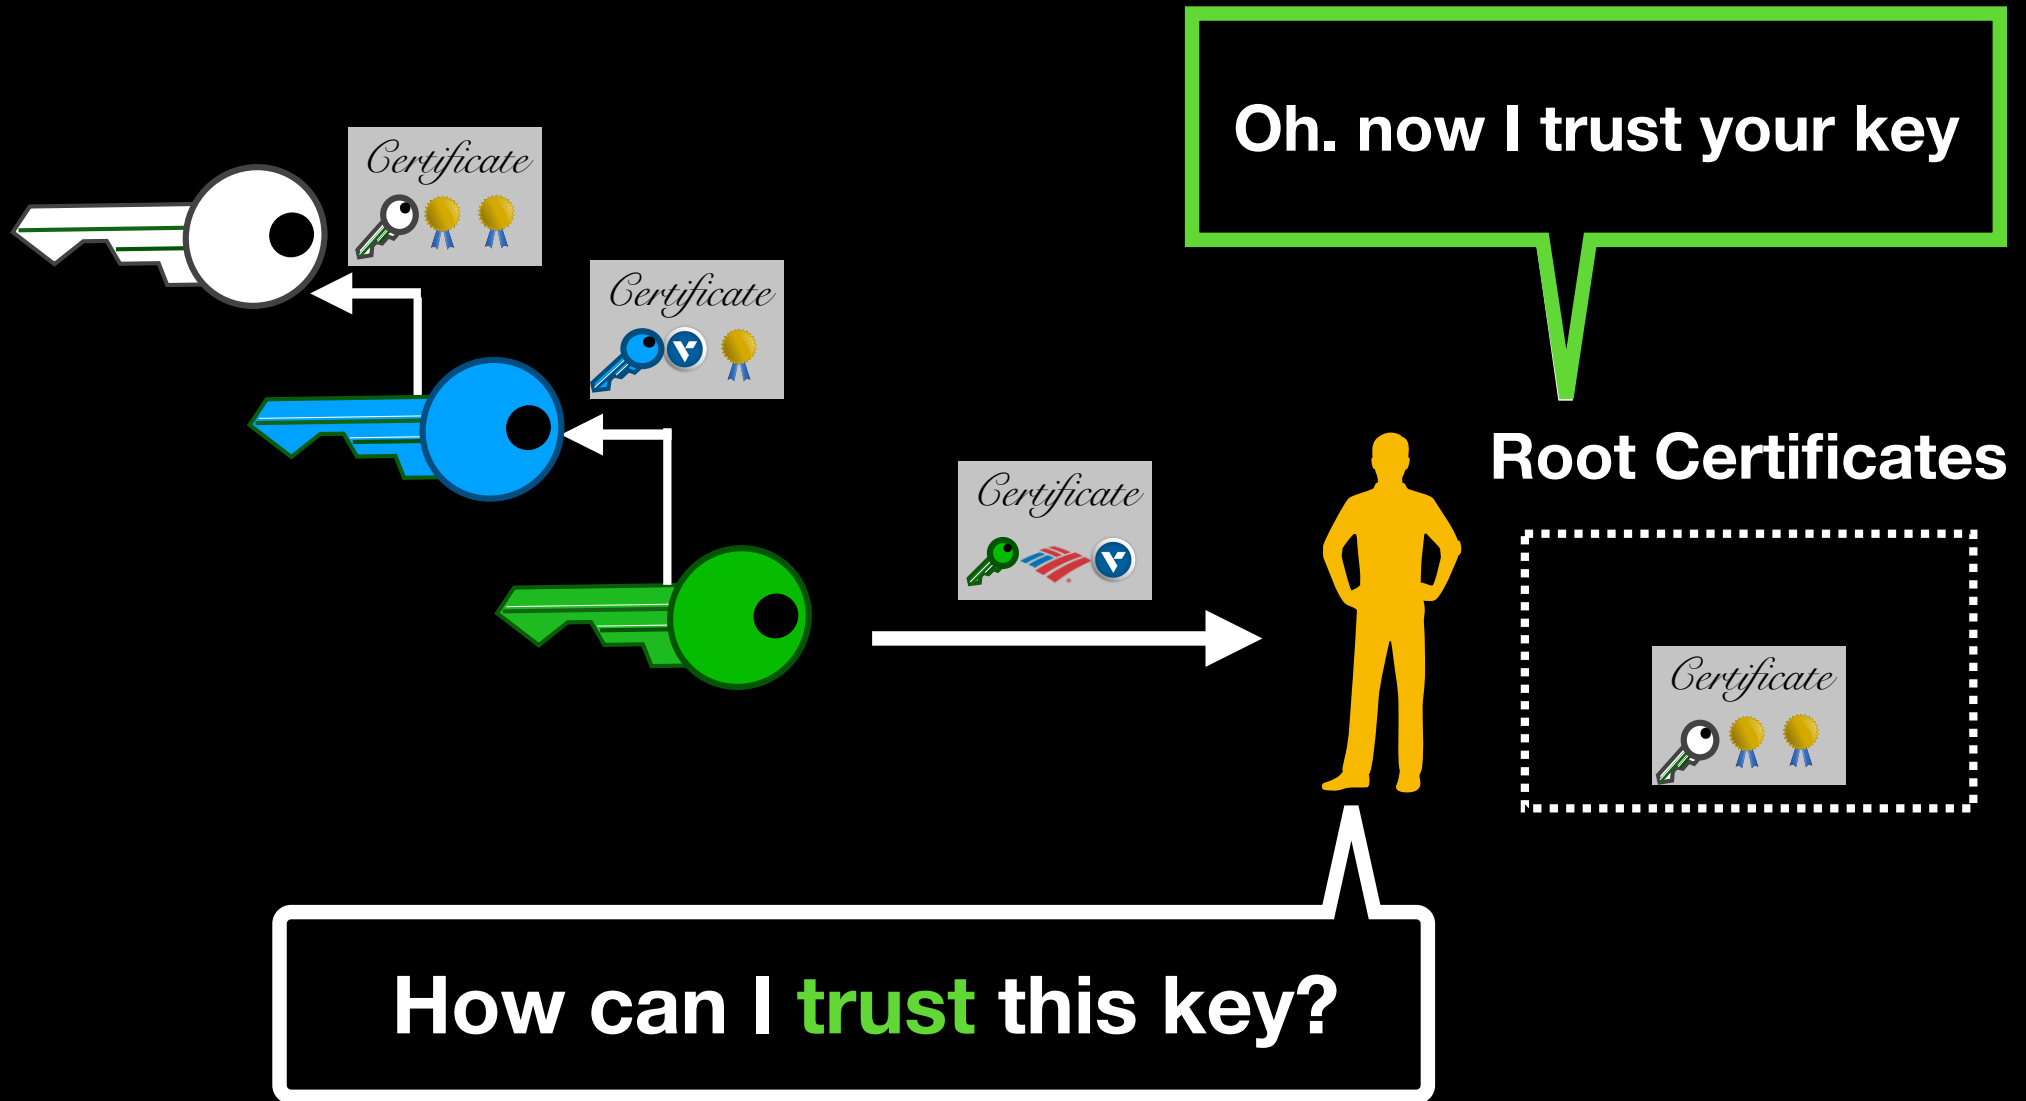 Oh. now I trust your key
Certificate
Certificate
Root Certificates
Certificate
Certificate
How can I trust this key?